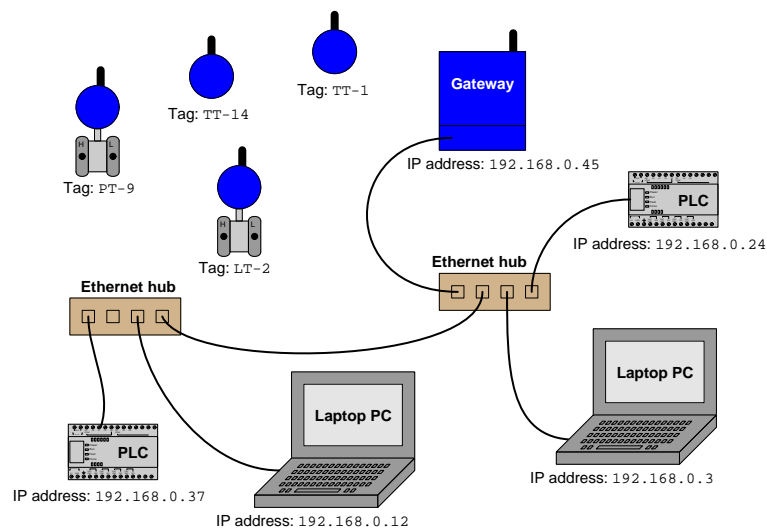 Tag: TT-1
Tag: TT-14
Gateway
IP address: 192.168.0.45
H L
Tag: PT-9
PLC
IP address: 192.168.0.24
H L
Tag: LT-2
Ethernet hub
Ethernet hub
Laptop PC
Laptop PC
PLC
IP address: 192.168.0.37
IP address: 192.168.0.12
IP address: 192.168.0.3